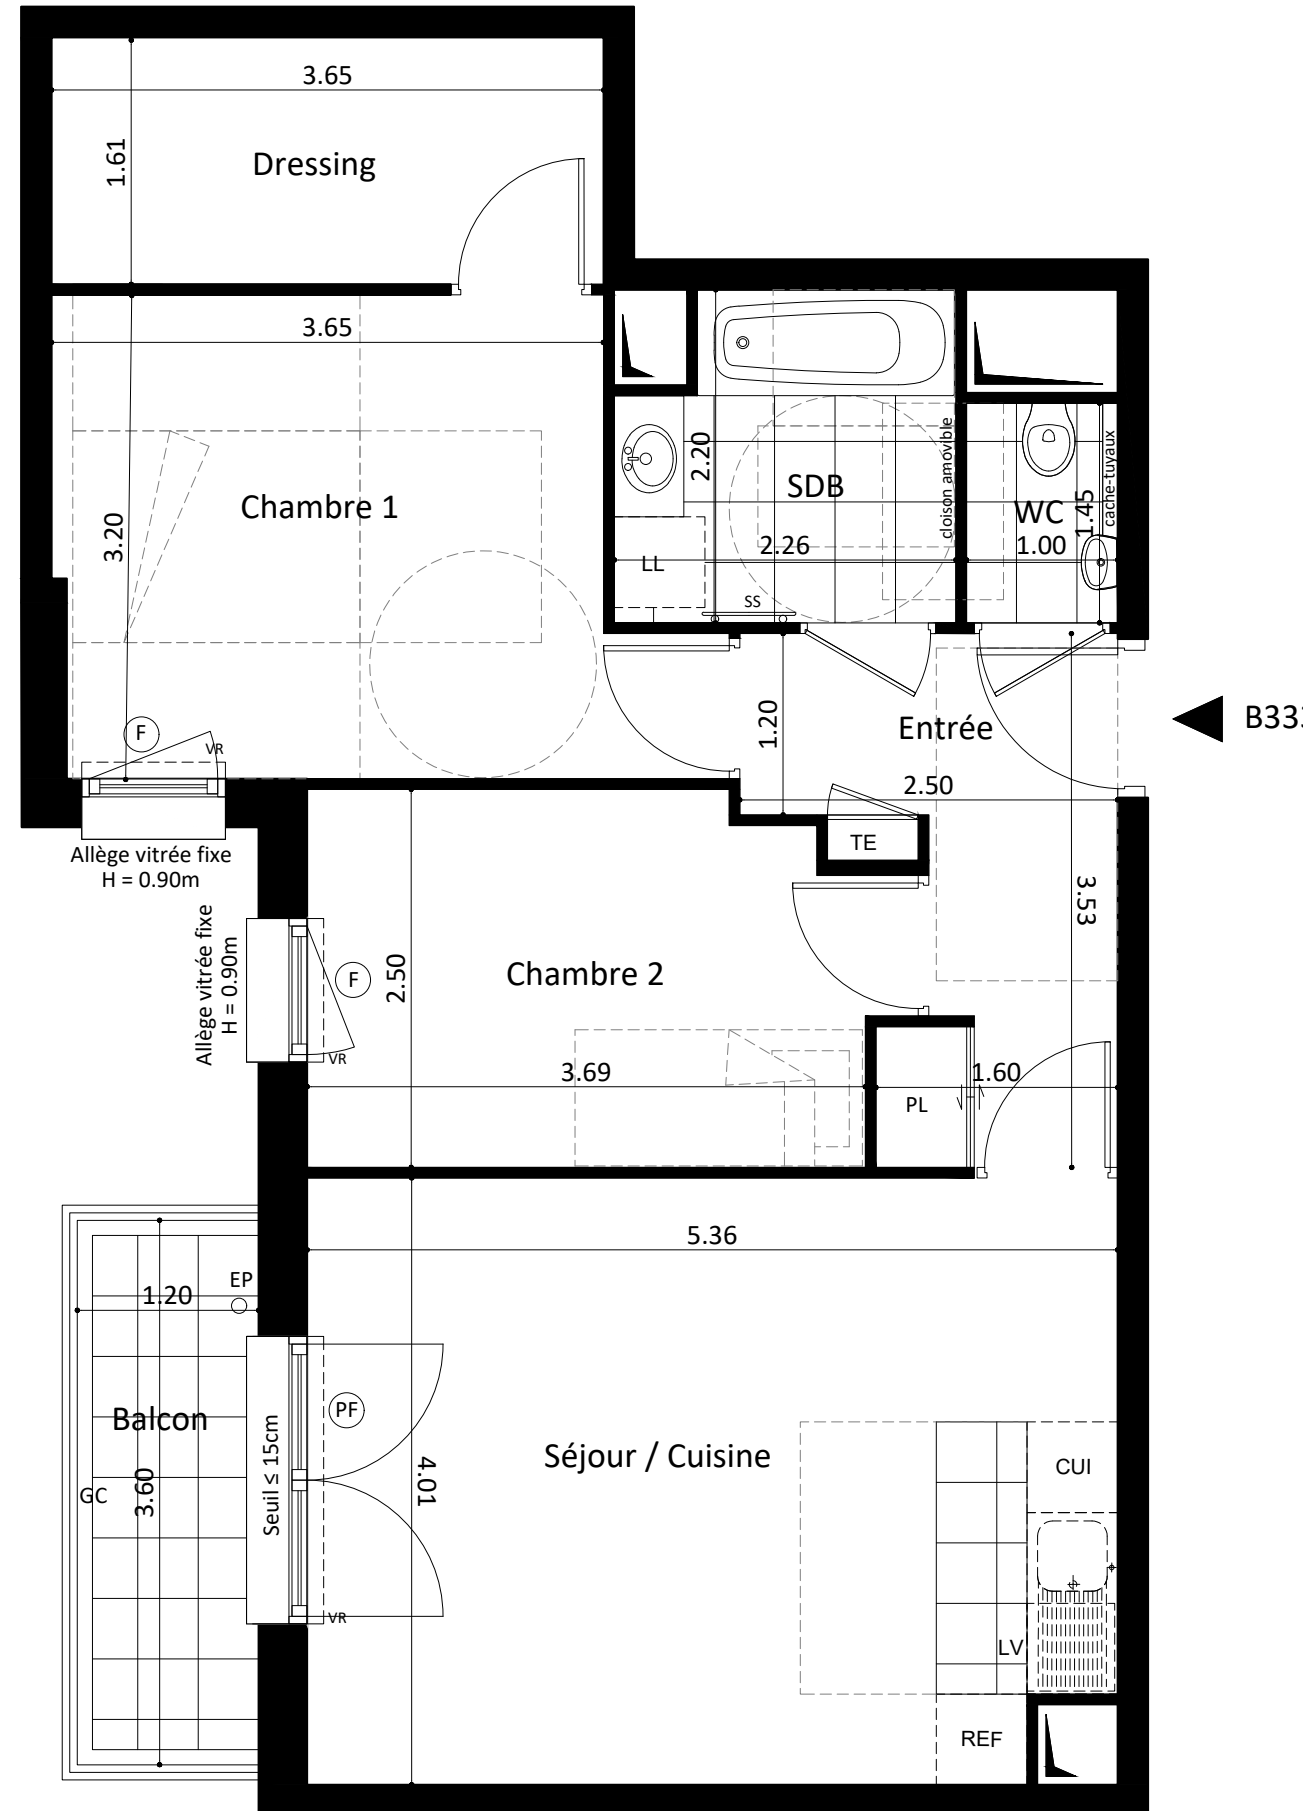 3.65
1.61
Dressing
3.65
3.20
Chambre 1
2.20
SDB
cloison amovible
WC
1.45
cache-tuyaux
2.26
1.00
LL
SS
F
VR
1.20
Entrée
2.50
TE
Allège vitrée fixe
H = 0.90m
Allège vitrée fixe
H = 0.90m
3.53
2.50
Chambre 2
F
VR
3.69
1.60
PL
5.36
EP
1.20
Balcon
PF
Seuil ≤ 15cm
GC
3.60
4.01
Séjour / Cuisine
CUI
VR
LV
REF